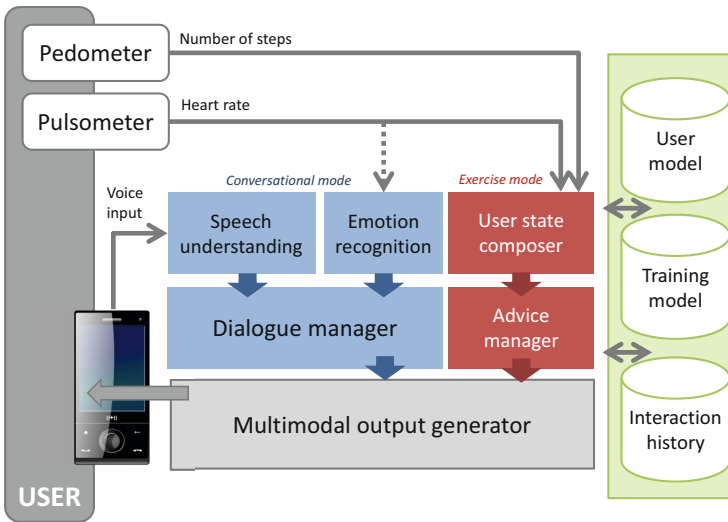 Pedometer
Number of steps
Pulsometer
Heart rate
User
model
Conversational mode
Exercise mode
Voice
input
Speech
understanding
Emotion
recognition
User state
composer
Training
model
Dialogue manager
Advice
manager
Multimodal output generator
Interaction
history
USER